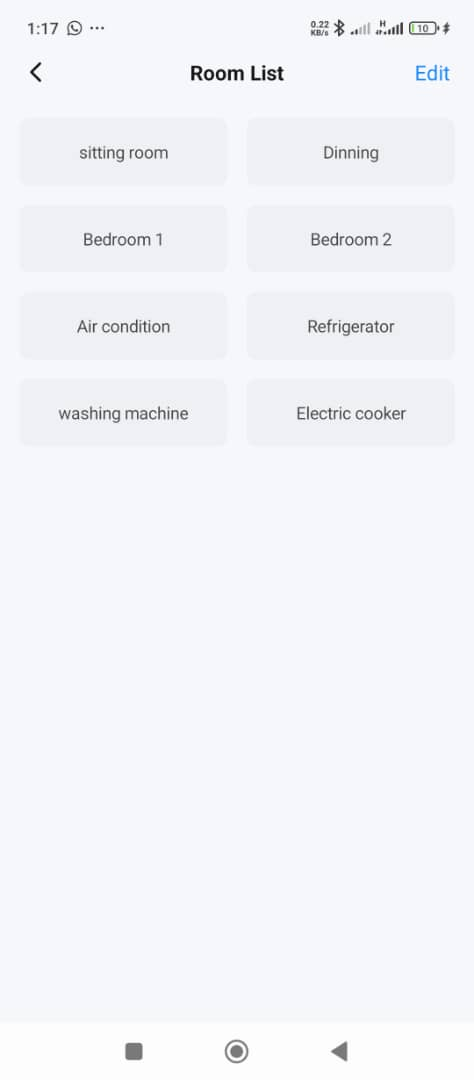 1:17 ...
0.22 KB/s H 10
Room List
Edit
sitting room
Dinning
Bedroom 1
Bedroom 2
Air condition
Refrigerator
washing machine
Electric cooker